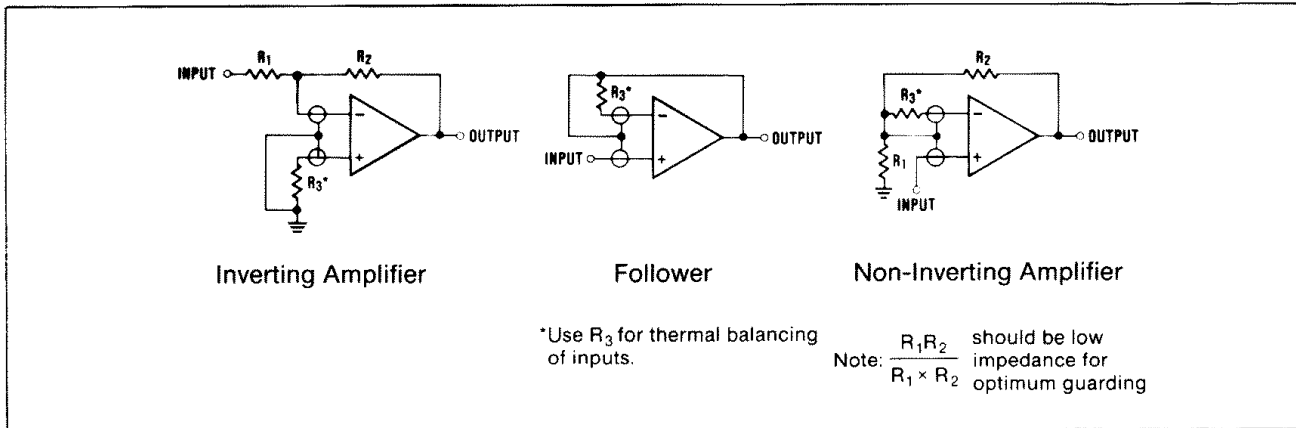 R₁
R₂
INPUT
−
+
OUTPUT
R₃*
Inverting Amplifier
R₃*
−
+
INPUT
OUTPUT
Follower
R₂
R₃*
−
+
OUTPUT
R₁
INPUT
Non-Inverting Amplifier
*Use R₃ for thermal balancing
of inputs.
Note: R₁R₂ / R₁ × R₂ should be low
impedance for
optimum guarding